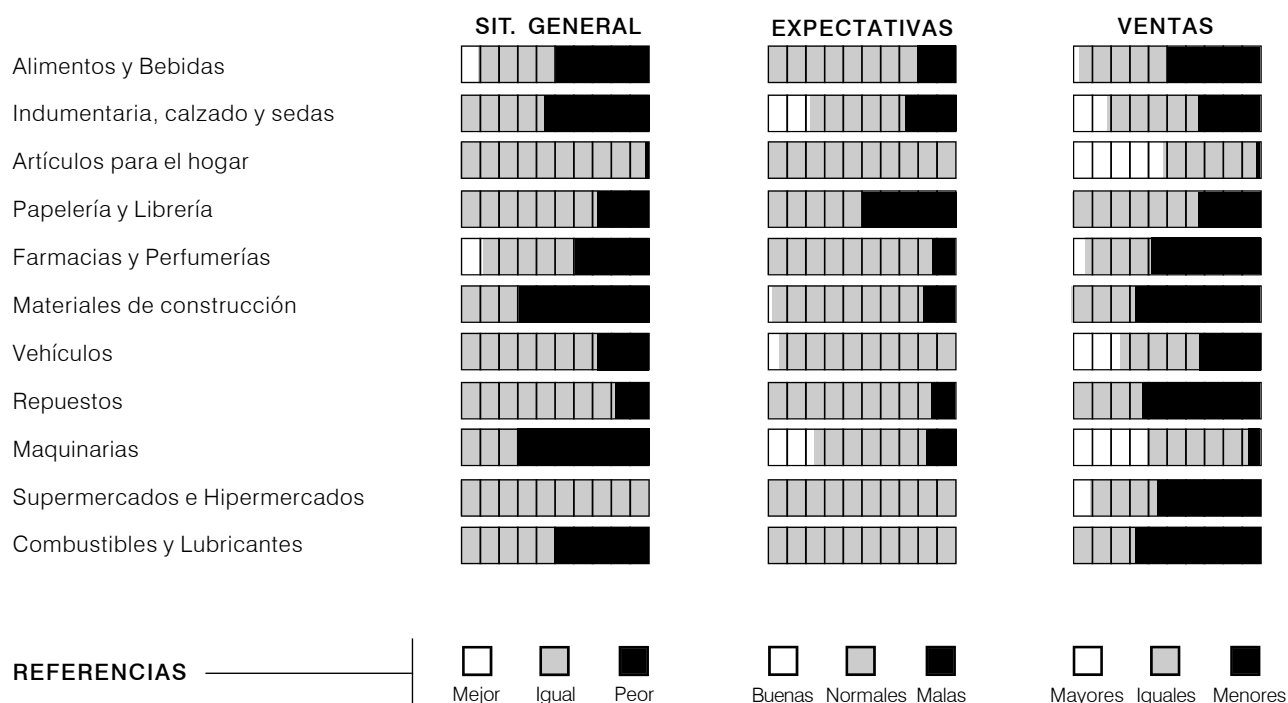 SIT. GENERAL EXPECTATIVAS VENTAS
Alimentos y Bebidas
Indumentaria, calzado y sedas
Artículos para el hogar
Papelería y Librería
Farmacias y Perfumerías
Materiales de construcción
Vehículos
Repuestos
Maquinarias
Supermercados e Hipermercados
Combustibles y Lubricantes
REFERENCIAS
Mejor Igual Peor Buenas Normales Malas Mayores Iguales Menores